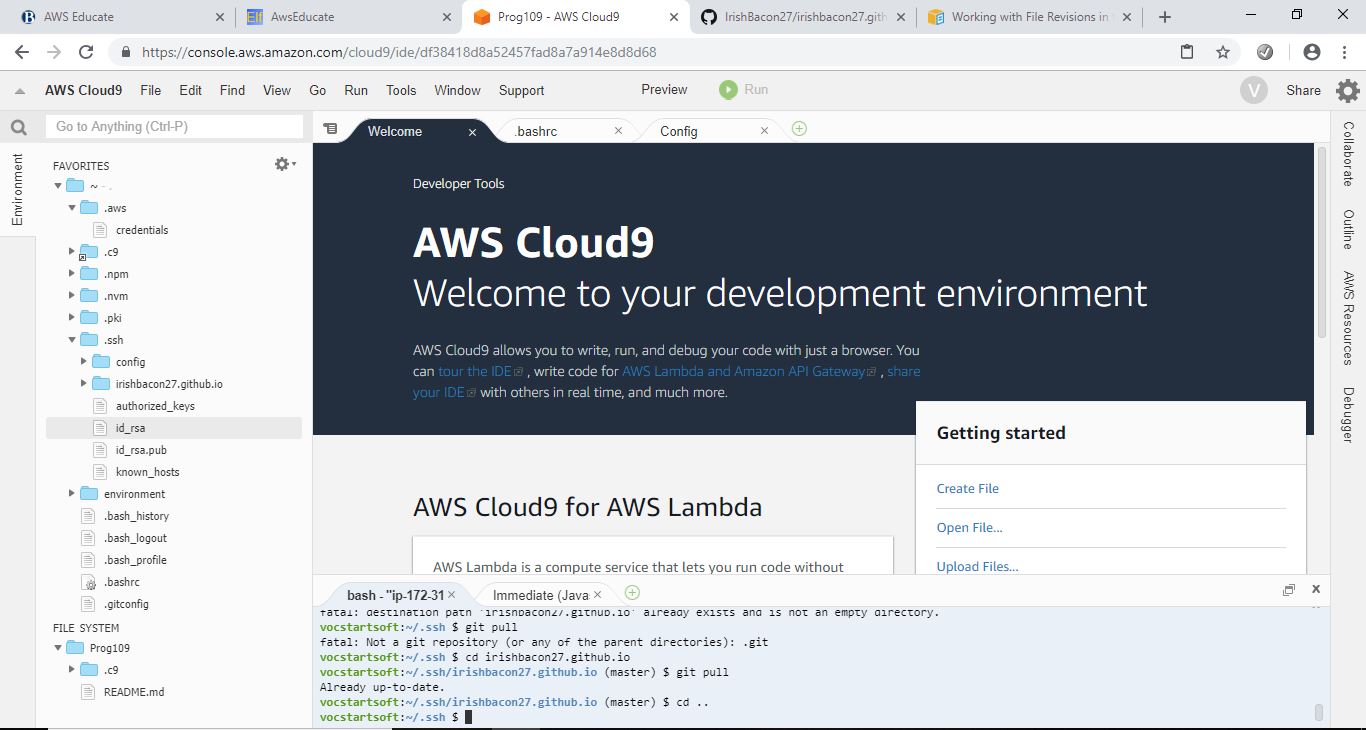 AWS Educate
AwsEducate
Prog109 - AWS Cloud9
IrishBacon27/irishbacon27.gith
Working with File Revisions in
https://console.aws.amazon.com/cloud9/ide/df38418d8a52457fad8a7a914e8d8d68
AWS Cloud9 File Edit Find View Go Run Tools Window Support Preview Run V Share
Go to Anything (Ctrl-P)
Welcome
.bashrc
Config
Environment
FAVORITES
~ - .
.aws
credentials
.c9
.npm
.nvm
.pki
.ssh
config
irishbacon27.github.io
authorized_keys
id_rsa
id_rsa.pub
known_hosts
environment
.bash_history
.bash_logout
.bash_profile
.bashrc
.gitconfig
FILE SYSTEM
Prog109
.c9
README.md
Developer Tools
AWS Cloud9
Welcome to your development environment
AWS Cloud9 allows you to write, run, and debug your code with just a browser. You
can tour the IDE , write code for AWS Lambda and Amazon API Gateway , share
your IDE with others in real time, and much more.
Getting started
Create File
Open File...
Upload Files...
AWS Cloud9 for AWS Lambda
AWS Lambda is a compute service that lets you run code without
Collaborate
Outline
AWS Resources
Debugger
bash - "ip-172-31
Immediate (Javas
fatal: destination path 'irishbacon27.github.io' already exists and is not an empty directory.
vocstartsoft:~/.ssh $ git pull
fatal: Not a git repository (or any of the parent directories): .git
vocstartsoft:~/.ssh $ cd irishbacon27.github.io
vocstartsoft:~/.ssh/irishbacon27.github.io (master) $ git pull
Already up-to-date.
vocstartsoft:~/.ssh/irishbacon27.github.io (master) $ cd ..
vocstartsoft:~/.ssh $